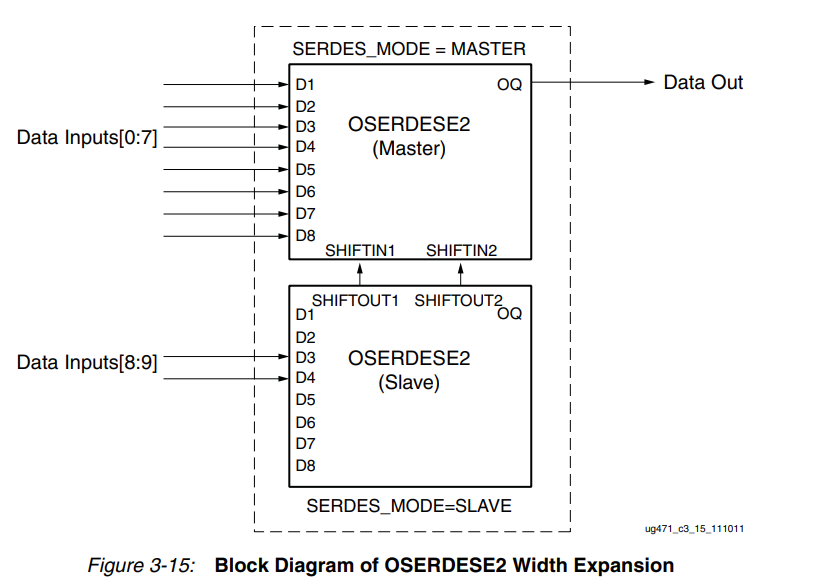 SERDES_MODE = MASTER
D1
OQ
Data Out
D2
D3
OSERDESE2
Data Inputs[0:7]
D4
(Master)
D5
D6
D7
D8
SHIFTIN1 SHIFTIN2
SHIFTOUT1 SHIFTOUT2
D1
OQ
D2
Data Inputs[8:9]
D3
OSERDESE2
D4
(Slave)
D5
D6
D7
D8
SERDES_MODE=SLAVE
ug471_c3_15_111011
Figure 3-15: Block Diagram of OSERDESE2 Width Expansion